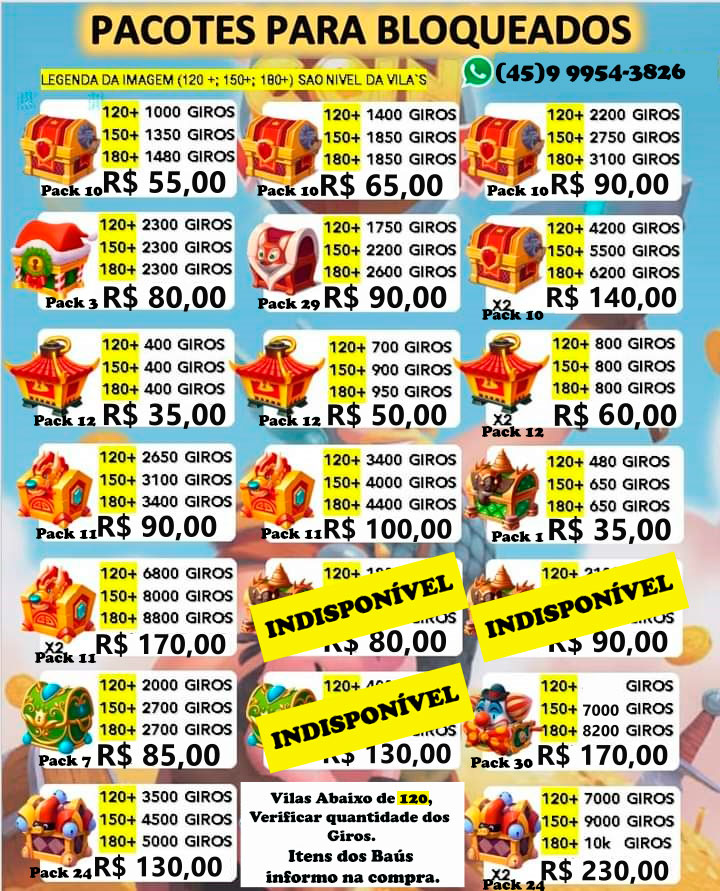 PACOTES PARA BLOQUEADOS
LEGENDA DA IMAGEM (120 +; 150+; 180+) SAO NIVEL DA VILA`S
(45)9 9954-3826
120+ 1000 GIROS
150+ 1350 GIROS
180+ 1480 GIROS
Pack 10 R$ 55,00
120+ 1400 GIROS
150+ 1850 GIROS
180+ 1850 GIROS
Pack 10 R$ 65,00
120+ 2200 GIROS
150+ 2750 GIROS
180+ 3100 GIROS
Pack 10 R$ 90,00
120+ 2300 GIROS
150+ 2300 GIROS
180+ 2300 GIROS
Pack 3 R$ 80,00
120+ 1750 GIROS
150+ 2200 GIROS
180+ 2600 GIROS
Pack 29 R$ 90,00
120+ 4200 GIROS
150+ 5500 GIROS
180+ 6200 GIROS
X2 R$ 140,00
Pack 10
120+ 400 GIROS
150+ 400 GIROS
180+ 400 GIROS
Pack 12 R$ 35,00
120+ 700 GIROS
150+ 900 GIROS
180+ 950 GIROS
Pack 12 R$ 50,00
120+ 800 GIROS
150+ 800 GIROS
180+ 800 GIROS
X2 R$ 60,00
Pack 12
120+ 2650 GIROS
150+ 3100 GIROS
180+ 3400 GIROS
Pack 11 R$ 90,00
120+ 3400 GIROS
150+ 4000 GIROS
180+ 4400 GIROS
Pack 11 R$ 100,00
120+ 480 GIROS
150+ 650 GIROS
180+ 650 GIROS
Pack 1 R$ 35,00
120+ 6800 GIROS
150+ 8000 GIROS
180+ 8800 GIROS
X2 R$ 170,00
Pack 11
120+
INDISPONÍVEL
R$ 80,00
120+
INDISPONÍVEL
R$ 90,00
120+ 2000 GIROS
150+ 2700 GIROS
180+ 2700 GIROS
Pack 7 R$ 85,00
120+
INDISPONÍVEL
R$ 130,00
120+ GIROS
150+ 7000 GIROS
180+ 8200 GIROS
Pack 30 R$ 170,00
120+ 3500 GIROS
150+ 4500 GIROS
180+ 5000 GIROS
Pack 24 R$ 130,00
Vilas Abaixo de 120,
Verificar quantidade dos
Giros.
Itens dos Baús
informo na compra.
120+ 7000 GIROS
150+ 9000 GIROS
180+ 10k GIROS
X2 R$ 230,00
Pack 24